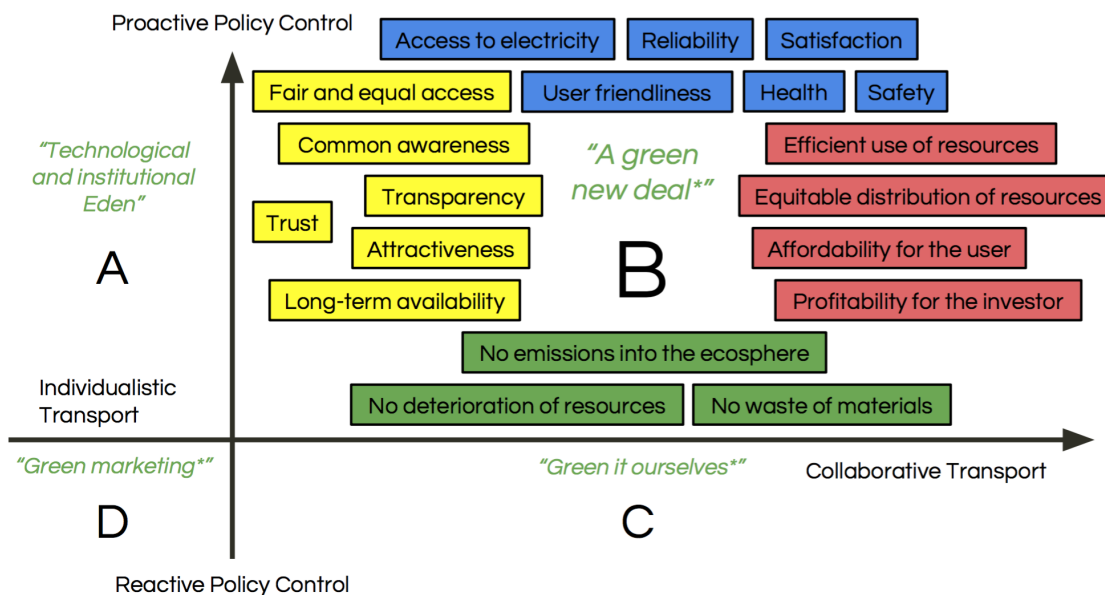 Proactive Policy Control
Access to electricity
Reliability
Satisfaction
Fair and equal access
User friendliness
Health
Safety
"Technological
and institutional
Eden"
A
Common awareness
Transparency
Trust
Attractiveness
Long-term availability
"A green
new deal*"
B
Efficient use of resources
Equitable distribution of resources
Affordability for the user
Profitability for the investor
No emissions into the ecosphere
No deterioration of resources
No waste of materials
Individualistic
Transport
"Green marketing*"
D
"Green it ourselves*"
C
Collaborative Transport
Reactive Policy Control